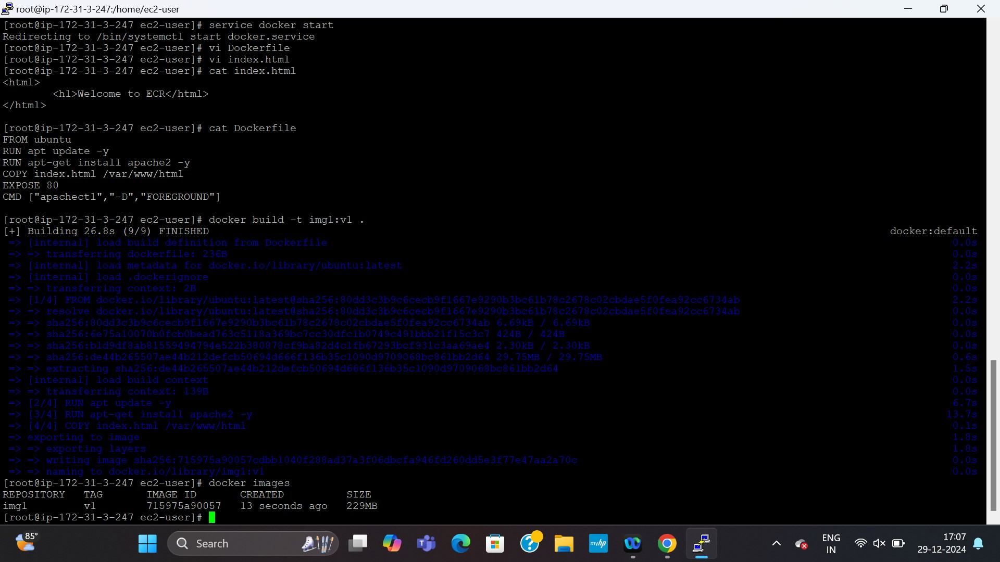 root@ip-172-31-3-247:/home/ec2-user
[root@ip-172-31-3-247 ec2-user]# service docker start
Redirecting to /bin/systemctl start docker.service
[root@ip-172-31-3-247 ec2-user]# vi Dockerfile
[root@ip-172-31-3-247 ec2-user]# vi index.html
[root@ip-172-31-3-247 ec2-user]# cat index.html
<html>
        <h1>Welcome to ECR</html>
</html>
[root@ip-172-31-3-247 ec2-user]# cat Dockerfile
FROM ubuntu
RUN apt update -y
RUN apt-get install apache2 -y
COPY index.html /var/www/html
EXPOSE 80
CMD ["apachectl","-D","FOREGROUND"]
[root@ip-172-31-3-247 ec2-user]# docker build -t img1:v1 .
[+] Building 26.8s (9/9) FINISHED docker:default
=> [internal] load build definition from Dockerfile 0.0s
=> => transferring dockerfile: 236B 0.0s
=> [internal] load metadata for docker.io/library/ubuntu:latest 2.2s
=> [internal] load .dockerignore 0.0s
=> => transferring context: 2B 0.0s
=> [1/4] FROM docker.io/library/ubuntu:latest@sha256:80dd3c3b9c6cecb9f1667e9290b3bc61b78c2678c02cbdae5f0fea92cc6734ab 2.2s
=> => resolve docker.io/library/ubuntu:latest@sha256:80dd3c3b9c6cecb9f1667e9290b3bc61b78c2678c02cbdae5f0fea92cc6734ab 0.0s
=> => sha256:80dd3c3b9c6cecb9f1667e9290b3bc61b78c2678c02cbdae5f0fea92cc6734ab 6.69kB / 6.69kB 0.0s
=> => sha256:6e75a10070b0fcb0bead763c5118a369bc7cc30dfc1b0749c491bbb21f15c3c7 424B / 424B 0.0s
=> => sha256:b1d9df8ab81559494794e522b380878cf9ba82d4c1fb67293bcf931c3aa69ae4 2.30kB / 2.30kB 0.0s
=> => sha256:de44b265507ae44b212defcb50694d666f136b35c1090d9709068bc861bb2d64 29.75MB / 29.75MB 0.6s
=> => extracting sha256:de44b265507ae44b212defcb50694d666f136b35c1090d9709068bc861bb2d64 1.5s
=> [internal] load build context 0.0s
=> => transferring context: 139B 0.0s
=> [2/4] RUN apt update -y 6.7s
=> [3/4] RUN apt-get install apache2 -y 13.7s
=> [4/4] COPY index.html /var/www/html 0.1s
=> exporting to image 1.8s
=> => exporting layers 1.8s
=> => writing image sha256:715975a90057cdbb1040f288ad37a3f06dbcfa946fd260dd5e3f77e47aa2a70c 0.0s
=> => naming to docker.io/library/img1:v1 0.0s
[root@ip-172-31-3-247 ec2-user]# docker images
REPOSITORY   TAG       IMAGE ID       CREATED          SIZE
img1         v1        715975a90057   13 seconds ago   229MB
[root@ip-172-31-3-247 ec2-user]#
85° Search myhp ENG 17:07
IN 29-12-2024